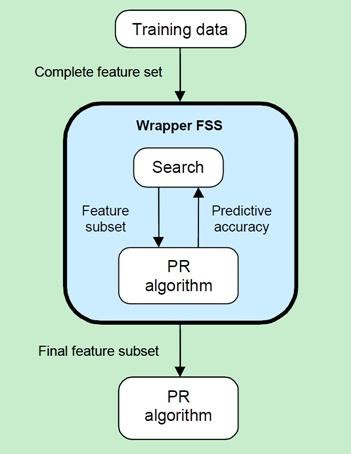 Training data
Complete feature set
Wrapper FSS
Search
Feature
subset
Predictive
accuracy
PR
algorithm
Final feature subset
PR
algorithm